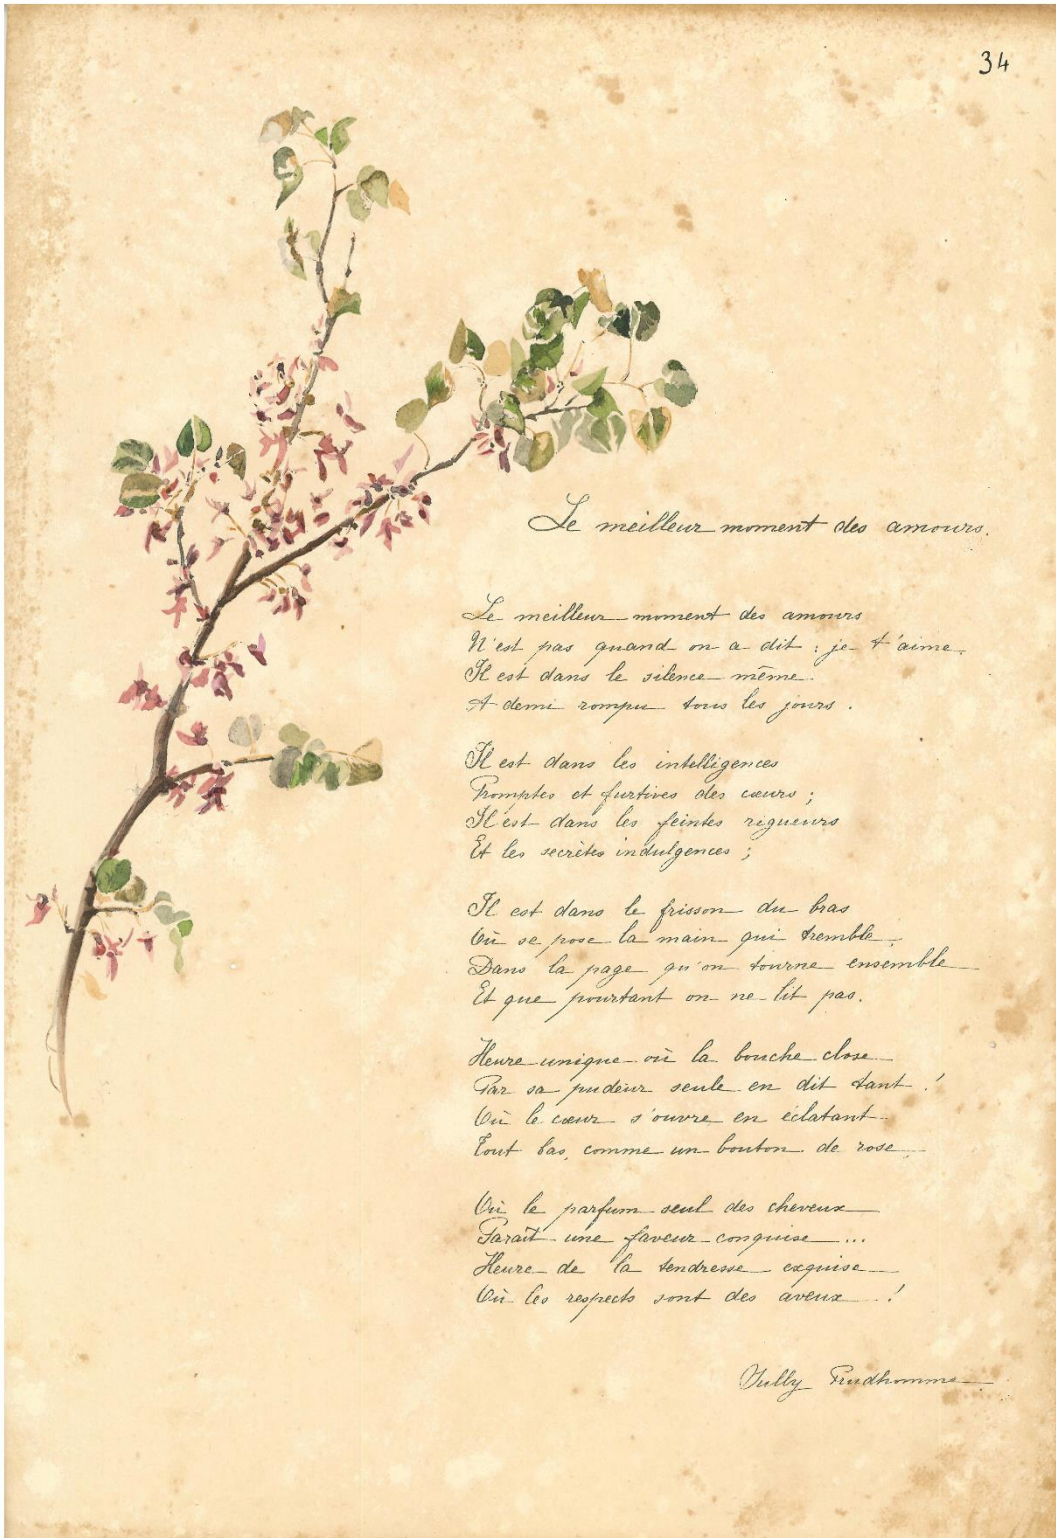 34
Le meilleur moment des amours.
Le meilleur moment des amours
N'est pas quand on a dit : je t'aime.
Il est dans le silence même.
A demi rompu tous les jours.
Il est dans les intelligences
Promptes et furtives des cœurs ;
Il est dans les feintes rigueurs
Et les secrètes indulgences ;
Il est dans le frisson du bras
Où se pose la main qui tremble,
Dans la page qu'on tourne ensemble
Et que pourtant on ne lit pas.
Heure unique où la bouche close
Par sa pudeur seule en dit tant !
Où le cœur s'ouvre en éclatant
Tout bas, comme un bouton de rose,
Où le parfum seul des cheveux
Paraît une faveur conquise ...
Heure de la tendresse exquise
Où les respects sont des aveux !
Sully Prudhomme.